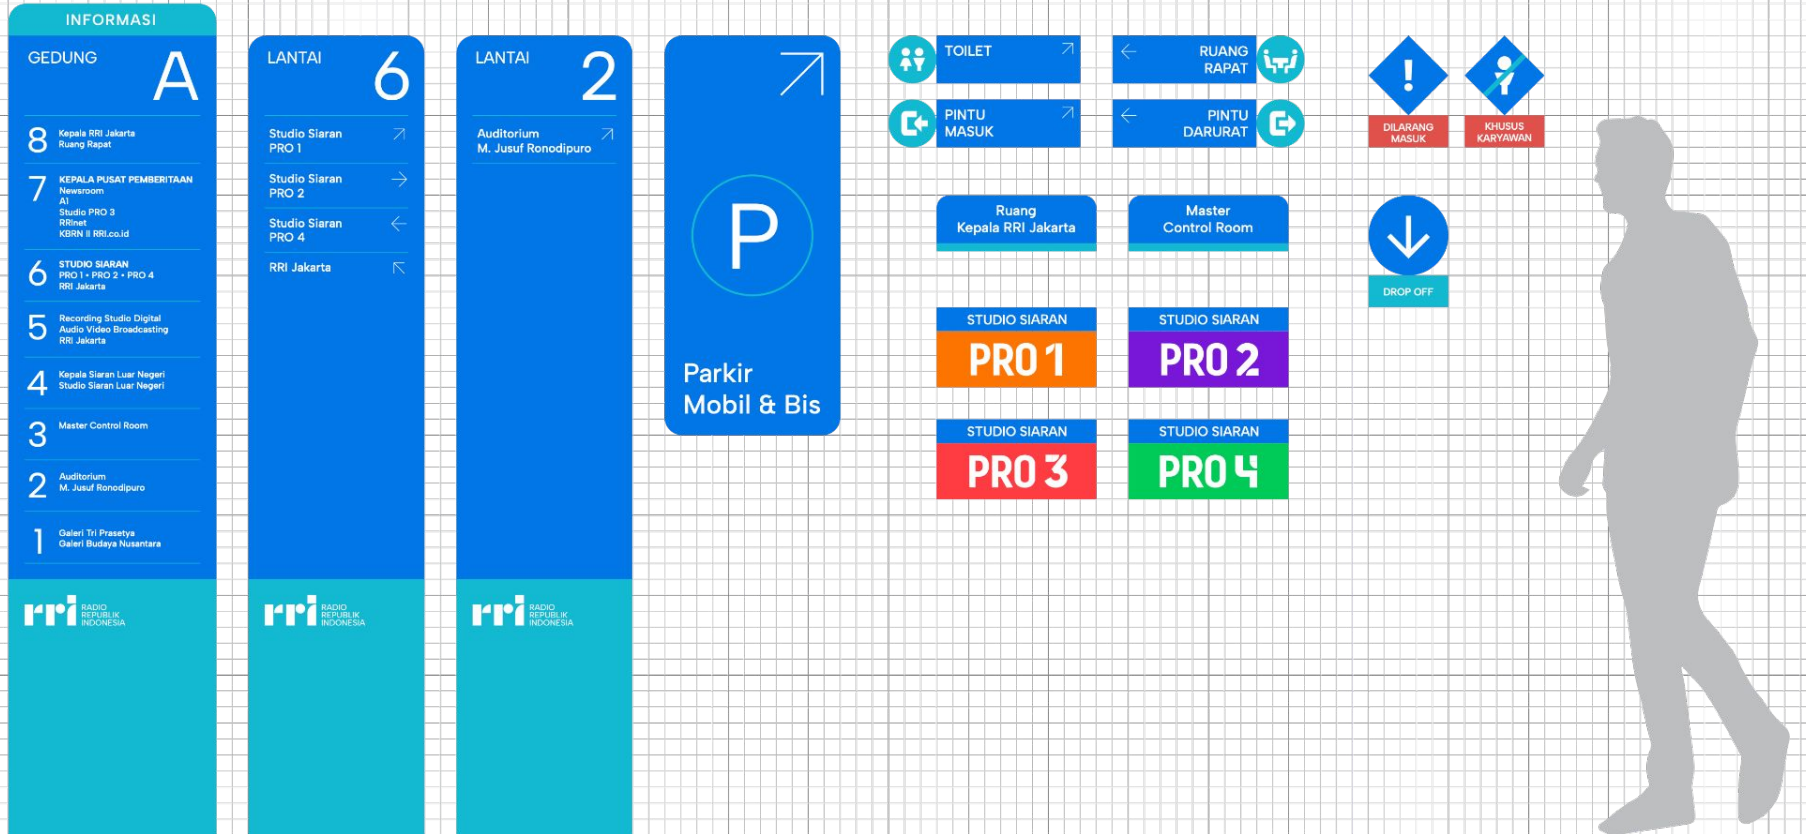 INFORMASI
GEDUNG
A
8
Kepala RRI Jakarta
Ruang Rapat
7
KEPALA PUSAT PEMBERITAAN
Newsroom
A1
Studio PRO 3
RRInet
KBRN II RRI.co.id
6
STUDIO SIARAN
PRO 1 • PRO 2 • PRO 4
RRI Jakarta
5
Recording Studio Digital
Audio Video Broadcasting
RRI Jakarta
4
Kepala Siaran Luar Negeri
Studio Siaran Luar Negeri
3
Master Control Room
2
Auditorium
M. Jusuf Ronodipuro
1
Galeri Tri Prasetya
Galeri Budaya Nusantara
rri
RADIO
REPUBLIK
INDONESIA
LANTAI
6
Studio Siaran
PRO 1
Studio Siaran
PRO 2
Studio Siaran
PRO 4
RRI Jakarta
rri
RADIO
REPUBLIK
INDONESIA
LANTAI
2
Auditorium
M. Jusuf Ronodipuro
rri
RADIO
REPUBLIK
INDONESIA
P
Parkir
Mobil & Bis
TOILET
RUANG
RAPAT
PINTU
MASUK
PINTU
DARURAT
!
DILARANG
MASUK
KHUSUS
KARYAWAN
Ruang
Kepala RRI Jakarta
Master
Control Room
DROP OFF
STUDIO SIARAN
PRO 1
STUDIO SIARAN
PRO 2
STUDIO SIARAN
PRO 3
STUDIO SIARAN
PRO 4